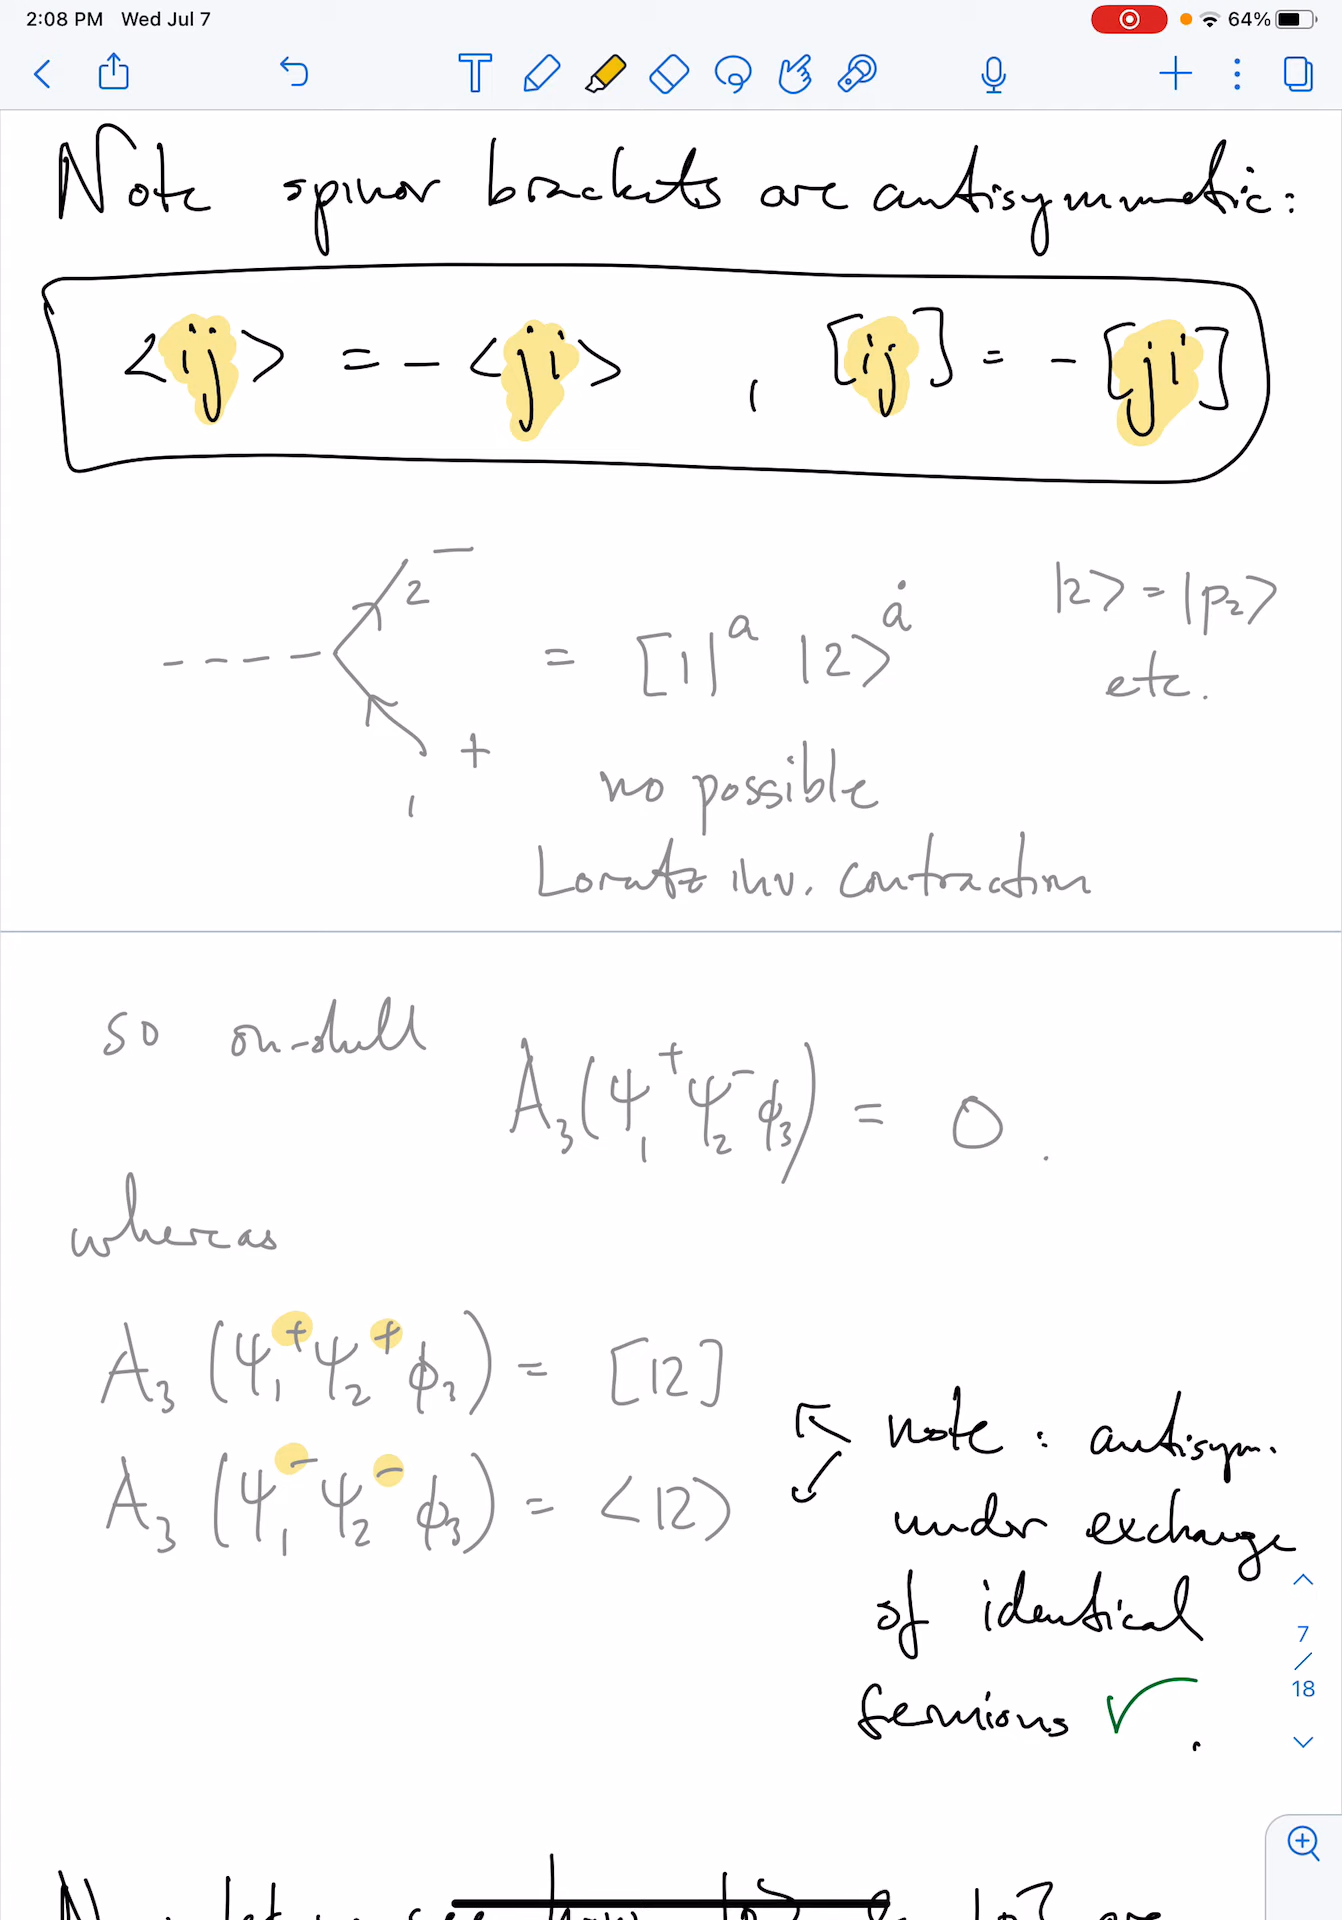 2:08 PM Wed Jul 7
64%
Note spinor brackets are antisymmetic:
<ij> = - <ji> , [ij] = - [ji]
2 -
= [1|^a |2>^ȧ
|2> = |p₂>
etc.
+
1
no possible
Lorentz inv. contraction
so on-shell
A₃(ψ₁⁺ψ₂⁻ϕ₃) = 0.
whereas
A₃(ψ₁⁺ψ₂⁺ϕ₃) = [12]
A₃(ψ₁⁻ψ₂⁻ϕ₃) = <12>
note: antisym.
under exchange
of identical
fermions ✓.
7
/
18